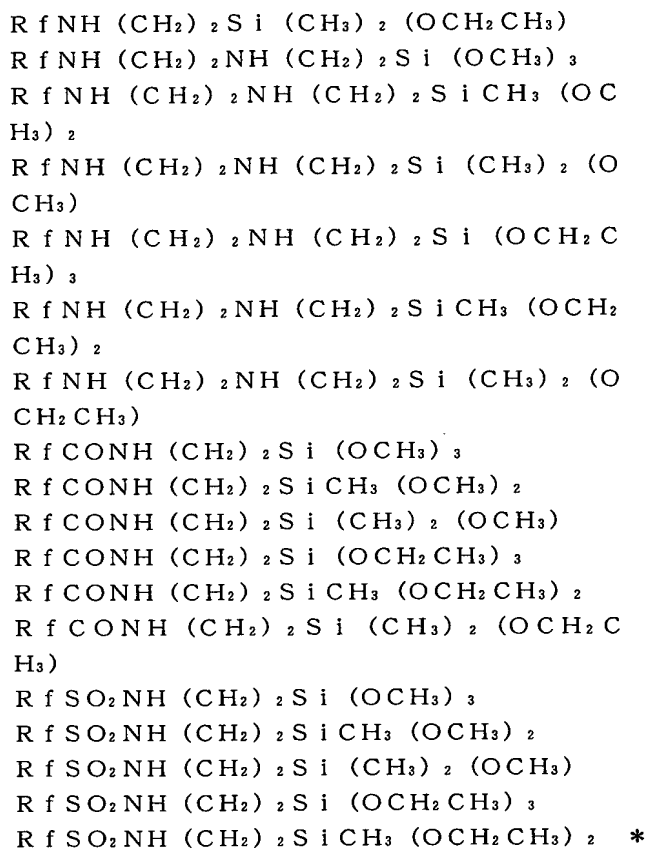 RfNH (CH₂) ₂Si (CH₃) ₂ (OCH₂CH₃)
RfNH (CH₂) ₂NH (CH₂) ₂Si (OCH₃) ₃
RfNH (CH₂) ₂NH (CH₂) ₂SiCH₃ (OC
H₃) ₂
RfNH (CH₂) ₂NH (CH₂) ₂Si (CH₃) ₂ (O
CH₃)
RfNH (CH₂) ₂NH (CH₂) ₂Si (OCH₂C
H₃) ₃
RfNH (CH₂) ₂NH (CH₂) ₂SiCH₃ (OCH₂
CH₃) ₂
RfNH (CH₂) ₂NH (CH₂) ₂Si (CH₃) ₂ (O
CH₂CH₃)
RfCONH (CH₂) ₂Si (OCH₃) ₃
RfCONH (CH₂) ₂SiCH₃ (OCH₃) ₂
RfCONH (CH₂) ₂Si (CH₃) ₂ (OCH₃)
RfCONH (CH₂) ₂Si (OCH₂CH₃) ₃
RfCONH (CH₂) ₂SiCH₃ (OCH₂CH₃) ₂
RfCONH (CH₂) ₂Si (CH₃) ₂ (OCH₂C
H₃)
RfSO₂NH (CH₂) ₂Si (OCH₃) ₃
RfSO₂NH (CH₂) ₂SiCH₃ (OCH₃) ₂
RfSO₂NH (CH₂) ₂Si (CH₃) ₂ (OCH₃)
RfSO₂NH (CH₂) ₂Si (OCH₂CH₃) ₃
RfSO₂NH (CH₂) ₂SiCH₃ (OCH₂CH₃) ₂ *